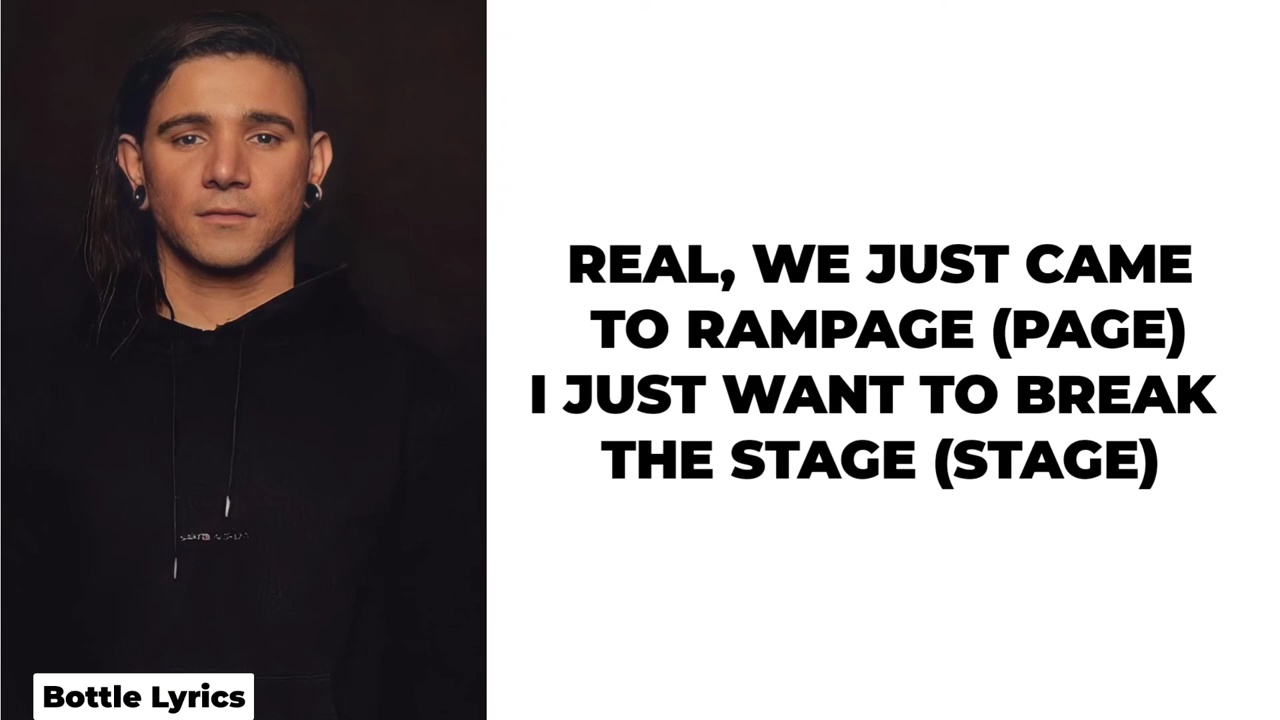 REAL, WE JUST CAME
TO RAMPAGE (PAGE)
I JUST WANT TO BREAK
THE STAGE (STAGE)
Bottle Lyrics